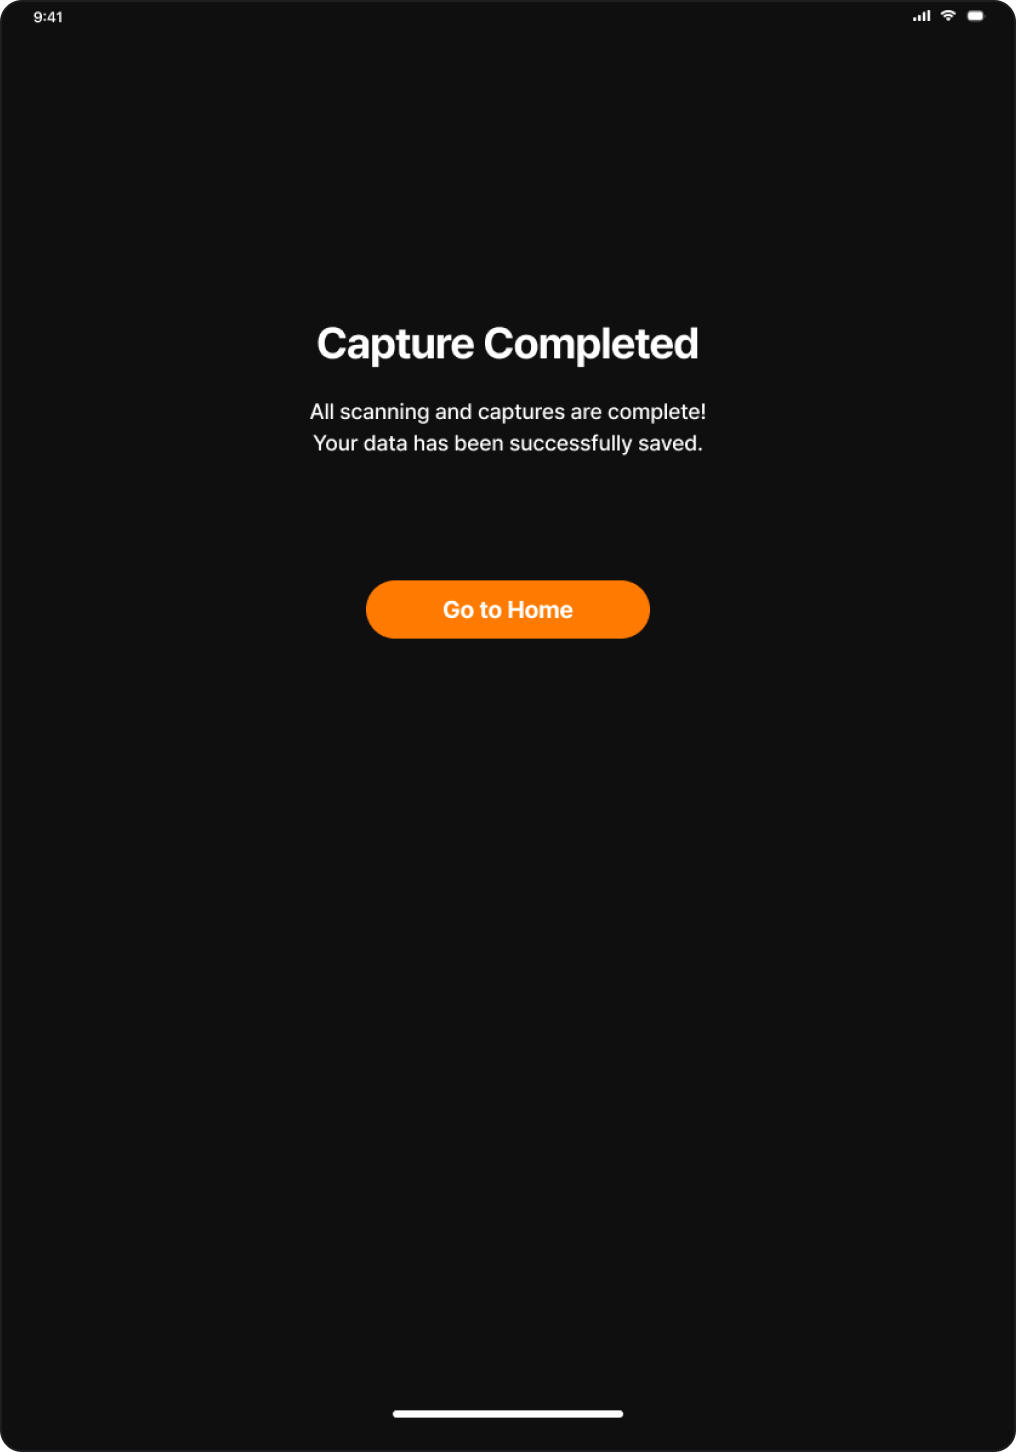 9:41
Capture Completed
All scanning and captures are complete!
Your data has been successfully saved.
Go to Home